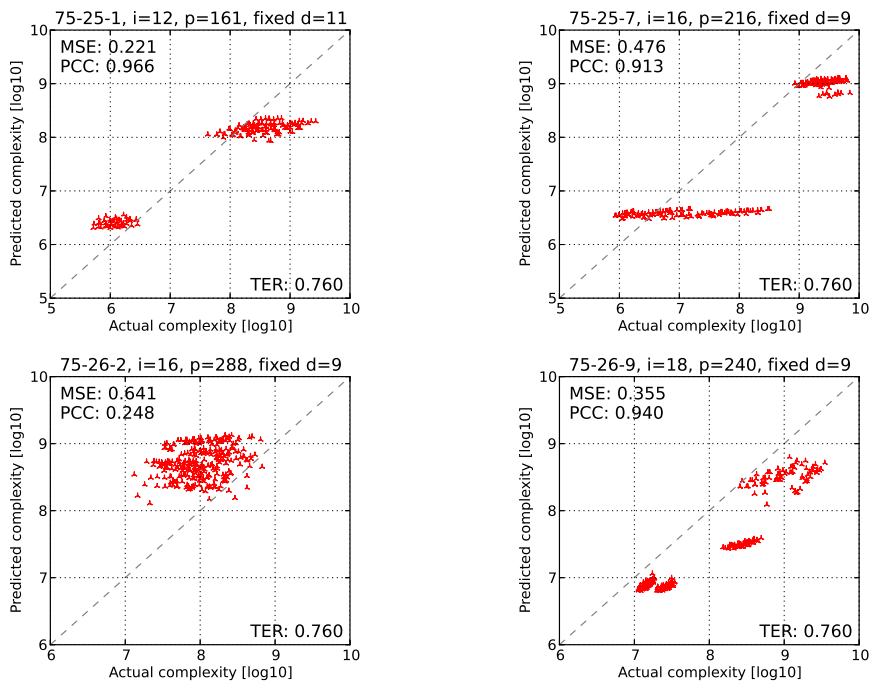 75-25-1, i=12, p=161, fixed d=11
MSE: 0.221
PCC: 0.966
TER: 0.760
Predicted complexity [log10]
10
9
8
7
6
5
5 6 7 8 9 10
Actual complexity [log10]
75-25-7, i=16, p=216, fixed d=9
MSE: 0.476
PCC: 0.913
TER: 0.760
Predicted complexity [log10]
10
9
8
7
6
5
5 6 7 8 9 10
Actual complexity [log10]
75-26-2, i=16, p=288, fixed d=9
MSE: 0.641
PCC: 0.248
TER: 0.760
Predicted complexity [log10]
10
9
8
7
6
6 7 8 9 10
Actual complexity [log10]
75-26-9, i=18, p=240, fixed d=9
MSE: 0.355
PCC: 0.940
TER: 0.760
Predicted complexity [log10]
10
9
8
7
6
6 7 8 9 10
Actual complexity [log10]